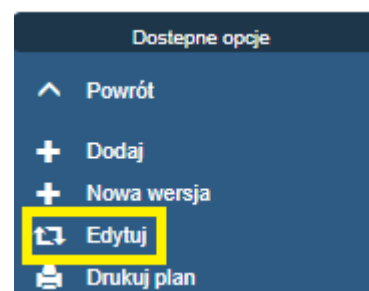 Dostepne opcje
Powrót
Dodaj
Nowa wersja
Edytuj
Drukuj plan